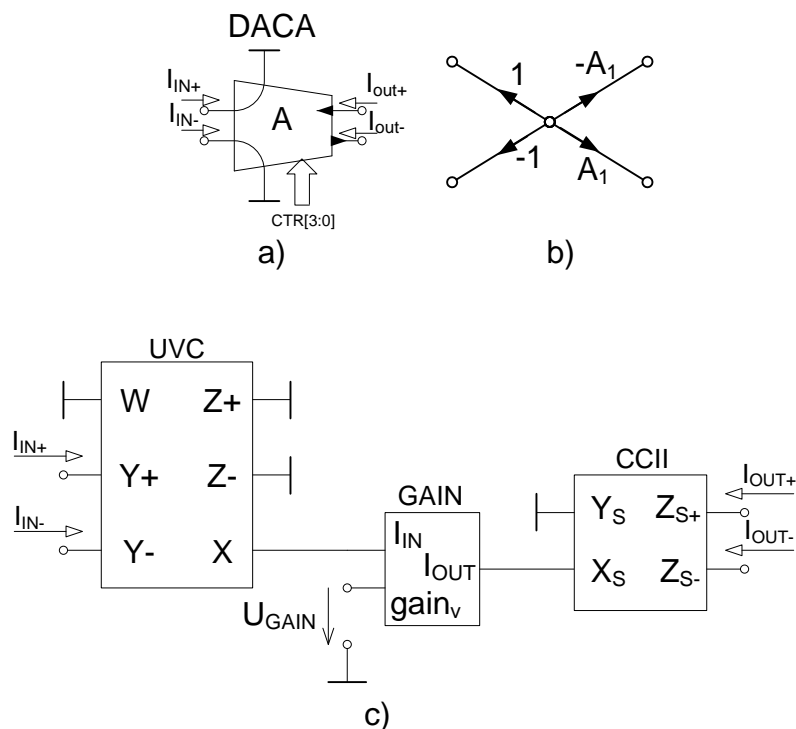 DACA
I_IN+
I_IN-
A
I_out+
I_out-
CTR[3:0]
a)
1
-A₁
-1
A₁
b)
UVC
W Z+
I_IN+
Y+ Z-
I_IN-
Y- X
GAIN
I_IN
I_OUT
gain_v
U_GAIN
CCII
Y_S Z_S+
X_S Z_S-
I_OUT+
I_OUT-
c)